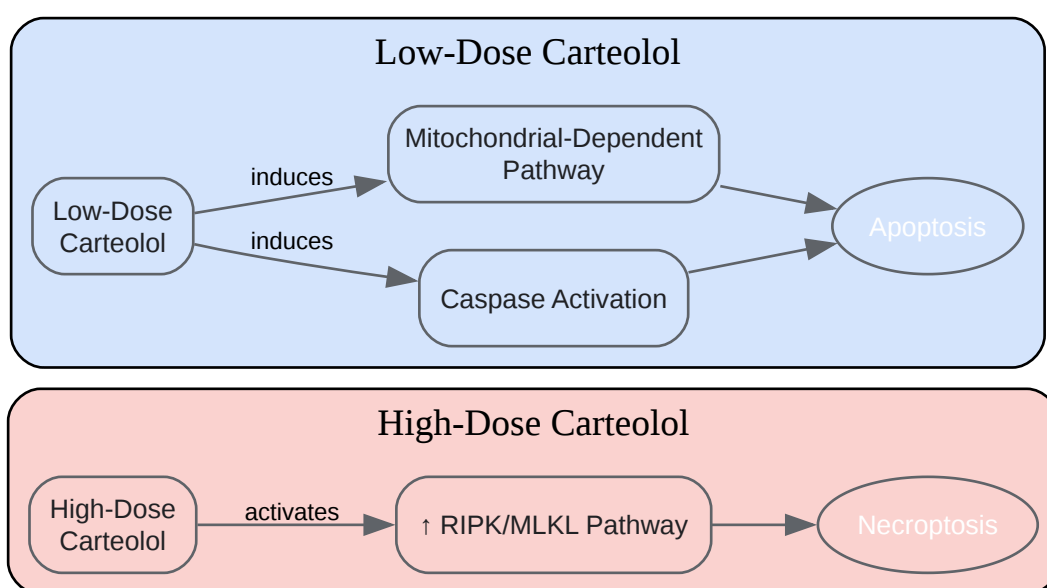 Low-Dose Carteolol
Mitochondrial-Dependent
Pathway
induces
Low-Dose
Carteolol
Apoptosis
induces
Caspase Activation
High-Dose Carteolol
High-Dose
Carteolol
activates
↑ RIPK/MLKL Pathway
Necroptosis